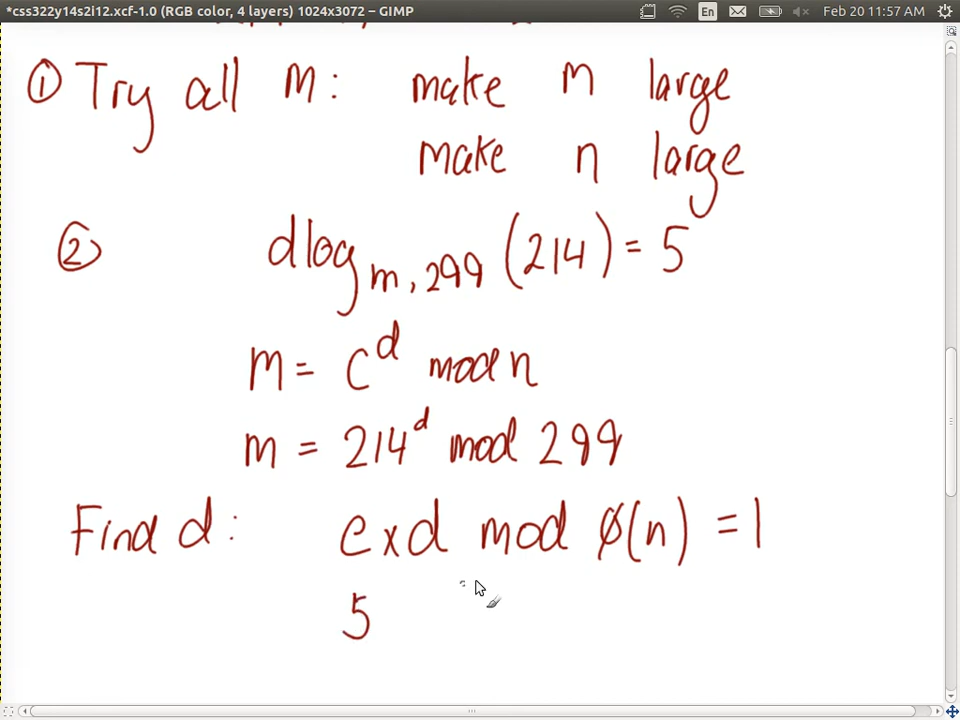 *css322y14s2i12.xcf-1.0 (RGB color, 4 layers) 1024x3072 – GIMP En Feb 20 11:57 AM
① Try all m: make m large
make n large
② dlog m,299 (214) = 5
m = c^d mod n
m = 214^d mod 299
Find d: e x d mod ϕ(n) = 1
5